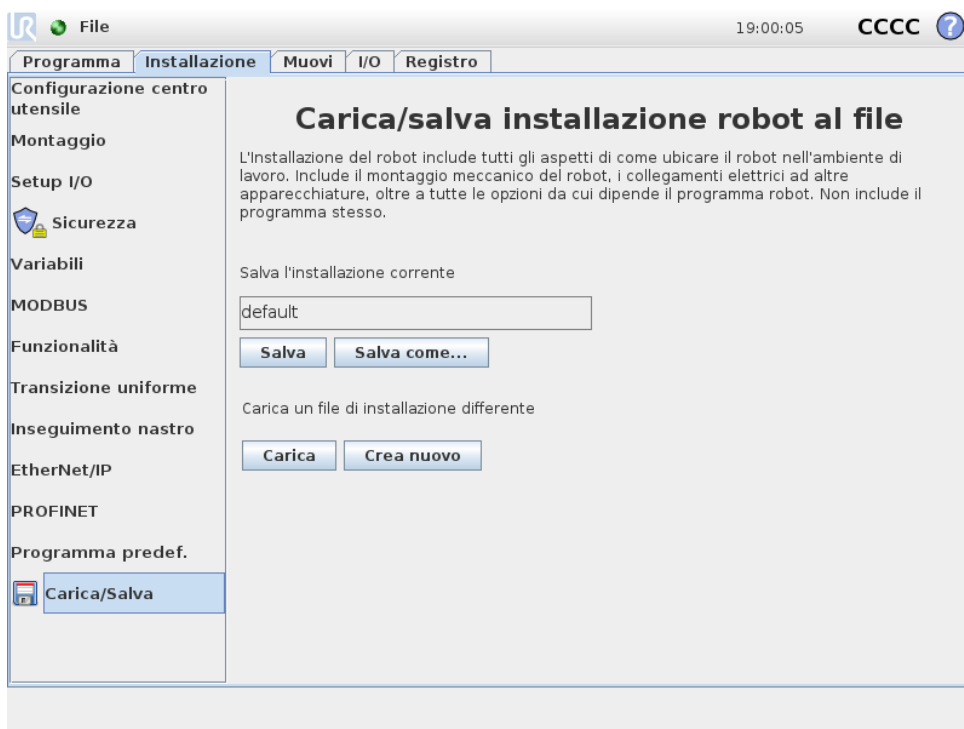 UR File 19:00:05 CCCC ?
Programma Installazione Muovi I/O Registro
Configurazione centro
utensile
Montaggio
Setup I/O
Sicurezza
Variabili
MODBUS
Funzionalità
Transizione uniforme
Inseguimento nastro
EtherNet/IP
PROFINET
Programma predef.
Carica/Salva
Carica/salva installazione robot al file
L'Installazione del robot include tutti gli aspetti di come ubicare il robot nell'ambiente di
lavoro. Include il montaggio meccanico del robot, i collegamenti elettrici ad altre
apparecchiature, oltre a tutte le opzioni da cui dipende il programma robot. Non include il
programma stesso.
Salva l'installazione corrente
default
Salva Salva come...
Carica un file di installazione differente
Carica Crea nuovo